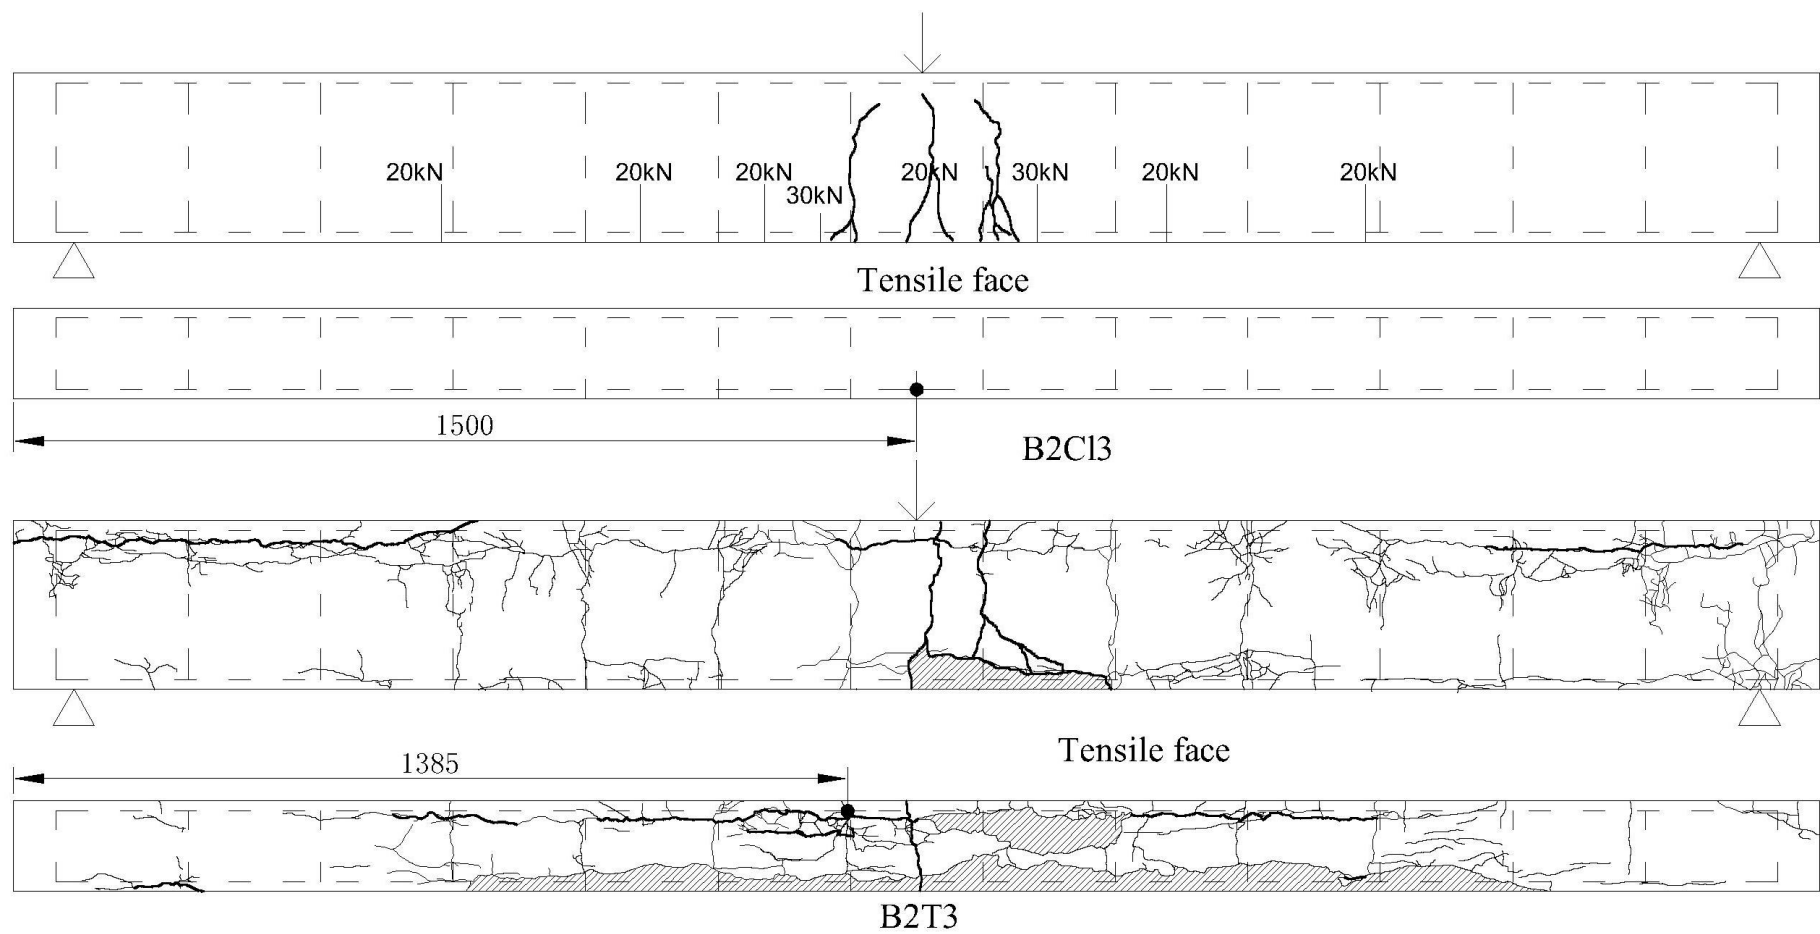 20kN 20kN 20kN 20kN 30kN 20kN 20kN
30kN
Tensile face
1500
B2Cl3
Tensile face
1385
B2T3